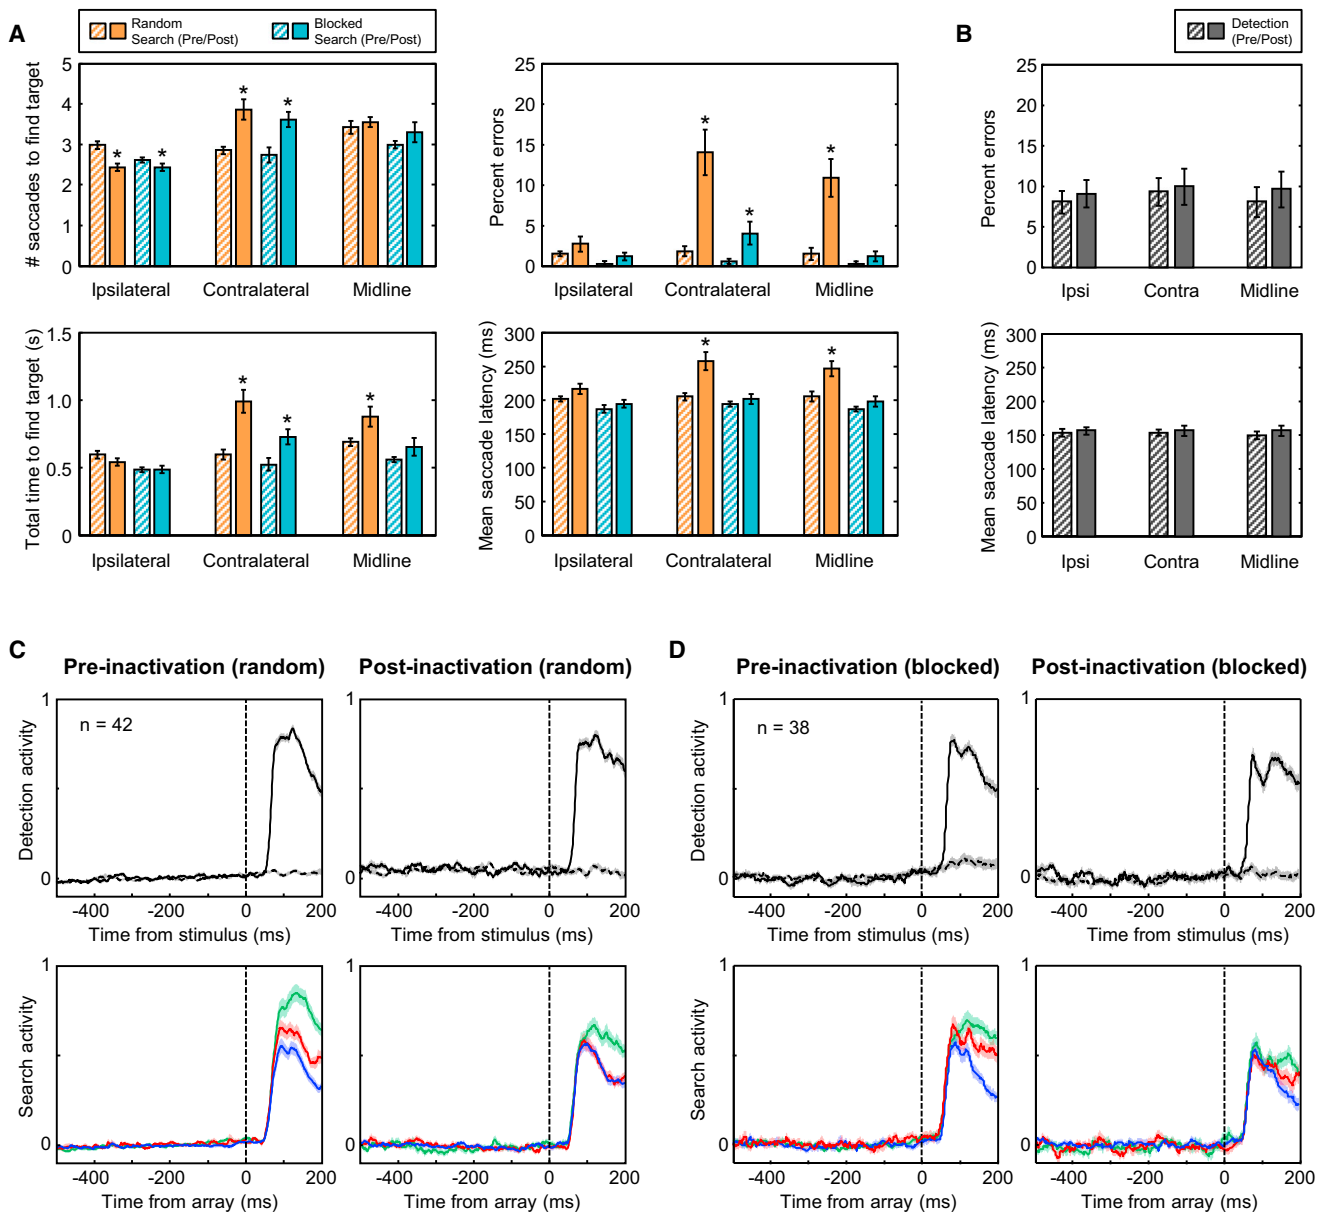 A
Random
Search (Pre/Post)
Blocked
Search (Pre/Post)
# saccades to find target
5
4
3
2
1
0
* * * *
Ipsilateral Contralateral Midline
Percent errors
25
20
15
10
5
0
* * *
Ipsilateral Contralateral Midline
Total time to find target (s)
1.5
1.0
0.5
0
* * *
Ipsilateral Contralateral Midline
Mean saccade latency (ms)
300
250
200
150
100
50
0
* *
Ipsilateral Contralateral Midline
B
Detection
(Pre/Post)
Percent errors
25
20
15
10
5
0
Ipsi Contra Midline
Mean saccade latency (ms)
300
250
200
150
100
50
0
Ipsi Contra Midline
C
Pre-inactivation (random)
Post-inactivation (random)
Detection activity
1
0
n = 42
-400 -200 0 200
Time from stimulus (ms)
1
0
-400 -200 0 200
Time from stimulus (ms)
Search activity
1
0
-400 -200 0 200
Time from array (ms)
1
0
-400 -200 0 200
Time from array (ms)
D
Pre-inactivation (blocked)
Post-inactivation (blocked)
Detection activity
1
0
n = 38
-400 -200 0 200
Time from stimulus (ms)
1
0
-400 -200 0 200
Time from stimulus (ms)
Search activity
1
0
-400 -200 0 200
Time from array (ms)
1
0
-400 -200 0 200
Time from array (ms)